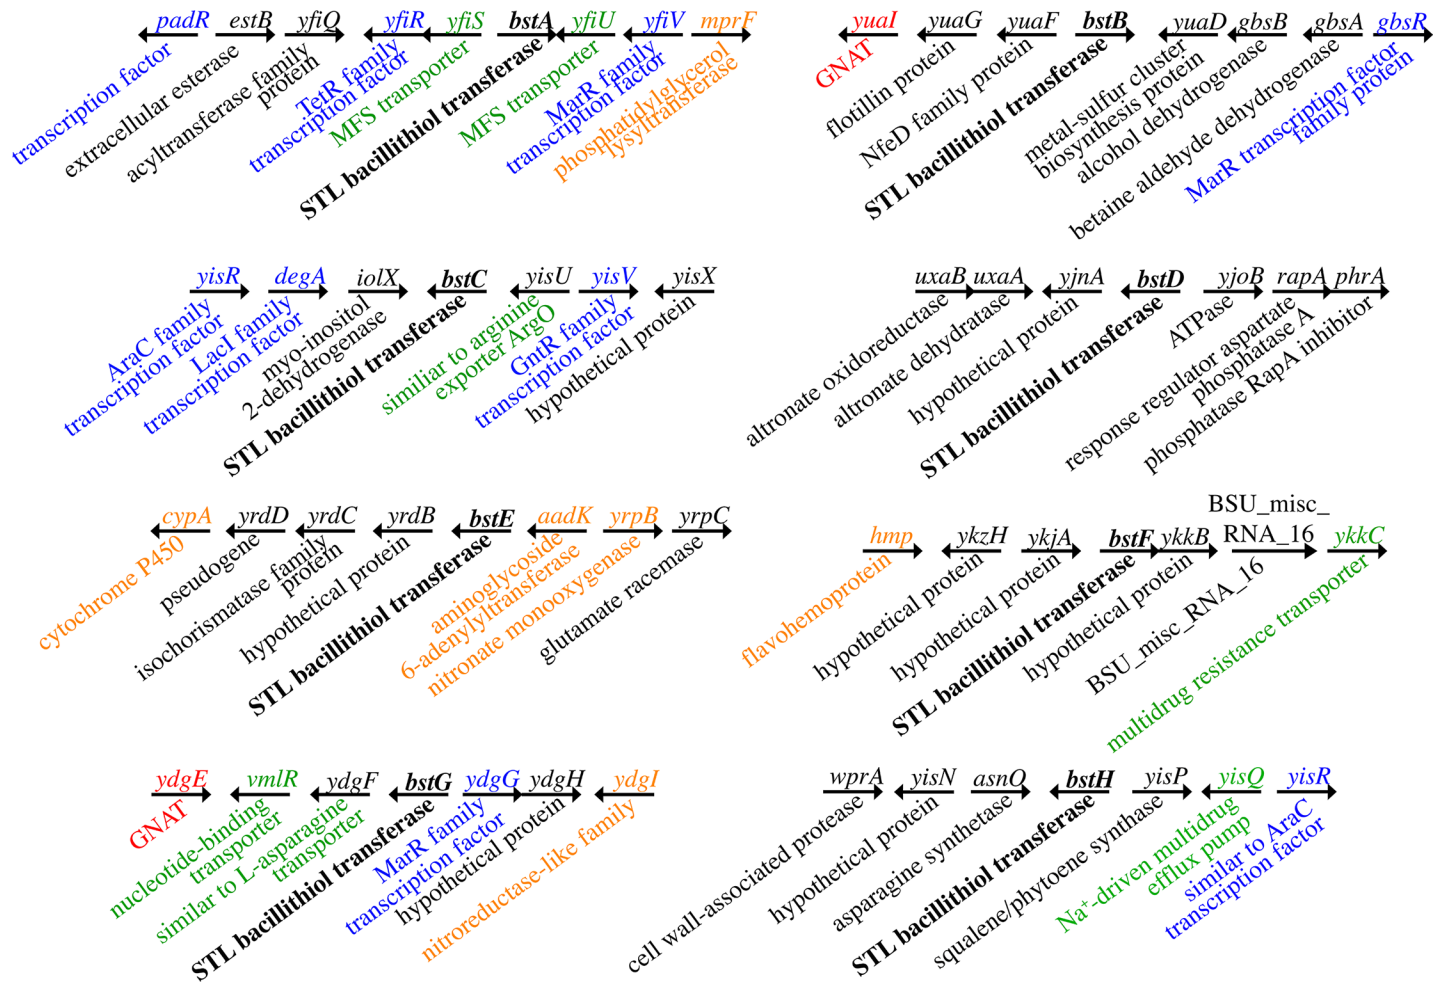 padR estB yfiQ yfiR yfiS bstA yfiU yfiV mprF
transcription factor
extracellular esterase
acyltransferase family
protein
TetR family
transcription factor
MFS transporter
STL bacillithiol transferase
MFS transporter
MarR family
transcription factor
phosphatidylglycerol
lysyltransferase
yuaI yuaG yuaF bstB yuaD gbsB gbsA gbsR
GNAT
flotillin protein
NfeD family protein
STL bacillithiol transferase
metal-sulfur cluster
biosynthesis protein
alcohol dehydrogenase
betaine aldehyde dehydrogenase
MarR transcription factor
family protein
yisR degA iolX bstC yisU yisV yisX
AraC family
transcription factor
LacI family
transcription factor
myo-inositol
2-dehydrogenase
STL bacillithiol transferase
similiar to arginine
exporter ArgO
GntR family
transcription factor
hypothetical protein
uxaB uxaA yjnA bstD yjoB rapA phrA
altronate oxidoreductase
altronate dehydratase
hypothetical protein
STL bacillithiol transferase
ATPase
response regulator aspartate
phosphatase A
phosphatase RapA inhibitor
cypA yrdD yrdC yrdB bstE aadK yrpB yrpC
cytochrome P450
pseudogene
isochorismatase family
protein
hypothetical protein
STL bacillithiol transferase
aminoglycoside
6-adenylyltransferase
nitronate monooxygenase
glutamate racemase
BSU_misc_
hmp ykzH ykjA bstF ykkB RNA_16 ykkC
flavohemoprotein
hypothetical protein
hypothetical protein
STL bacillithiol transferase
hypothetical protein
BSU_misc_RNA_16
multidrug resistance transporter
ydgE vmlR ydgF bstG ydgG ydgH ydgI
GNAT
nucleotide-binding
transporter
similar to L-asparagine
transporter
STL bacillithiol transferase
MarR family
transcription factor
hypothetical protein
nitroreductase-like family
wprA yisN asnO bstH yisP yisQ yisR
cell wall-associated protease
hypothetical protein
asparagine synthetase
STL bacillithiol transferase
squalene/phytoene synthase
Na⁺-driven multidrug
efflux pump
similar to AraC
transcription factor